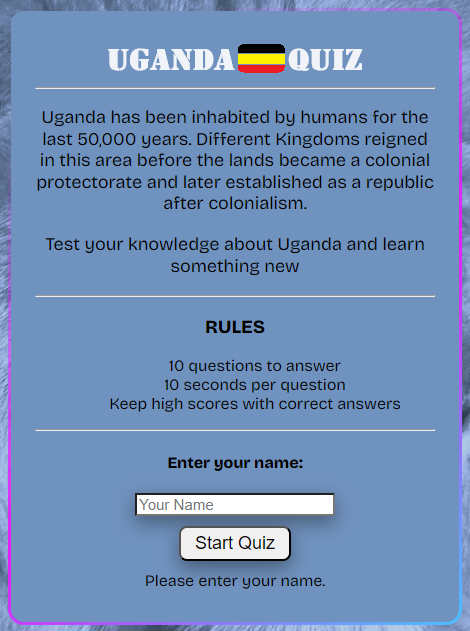 UGANDA QUIZ
Uganda has been inhabited by humans for the
last 50,000 years. Different Kingdoms reigned
in this area before the lands became a colonial
protectorate and later established as a republic
after colonialism.
Test your knowledge about Uganda and learn
something new
RULES
10 questions to answer
10 seconds per question
Keep high scores with correct answers
Enter your name:
Your Name
Start Quiz
Please enter your name.